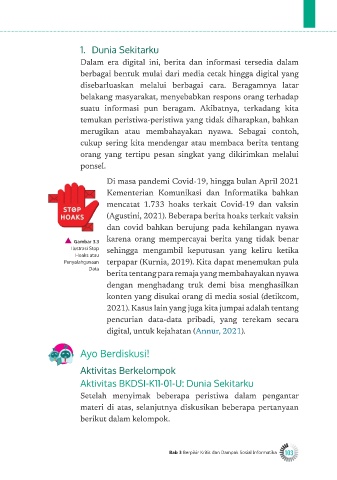 1. Dunia Sekitarku
Dalam era digital ini, berita dan informasi tersedia dalam
berbagai bentuk mulai dari media cetak hingga digital yang
disebarluaskan melalui berbagai cara. Beragamnya latar
belakang masyarakat, menyebabkan respons orang terhadap
suatu informasi pun beragam. Akibatnya, terkadang kita
temukan peristiwa-peristiwa yang tidak diharapkan, bahkan
merugikan atau membahayakan nyawa. Sebagai contoh,
cukup sering kita mendengar atau membaca berita tentang
orang yang tertipu pesan singkat yang dikirimkan melalui
ponsel.
STOP
HOAKS
▲ Gambar 3.3
Ilustrasi Stop
Hoaks atau
Penyalahgunaan
Data
Di masa pandemi Covid-19, hingga bulan April 2021
Kementerian Komunikasi dan Informatika bahkan
mencatat 1.733 hoaks terkait Covid-19 dan vaksin
(Agustini, 2021). Beberapa berita hoaks terkait vaksin
dan covid bahkan berujung pada kehilangan nyawa
karena orang mempercayai berita yang tidak benar
sehingga mengambil keputusan yang keliru ketika
terpapar (Kurnia, 2019). Kita dapat menemukan pula
berita tentang para remaja yang membahayakan nyawa
dengan menghadang truk demi bisa menghasilkan
konten yang disukai orang di media sosial (detikcom,
2021). Kasus lain yang juga kita jumpai adalah tentang
pencurian data-data pribadi, yang terekam secara
digital, untuk kejahatan (Annur, 2021).
Ayo Berdiskusi!
Aktivitas Berkelompok
Aktivitas BKDSI-K11-01-U: Dunia Sekitarku
Setelah menyimak beberapa peristiwa dalam pengantar
materi di atas, selanjutnya diskusikan beberapa pertanyaan
berikut dalam kelompok.
Bab 3 Berpikir Kritis dan Dampak Sosial Informatika 103